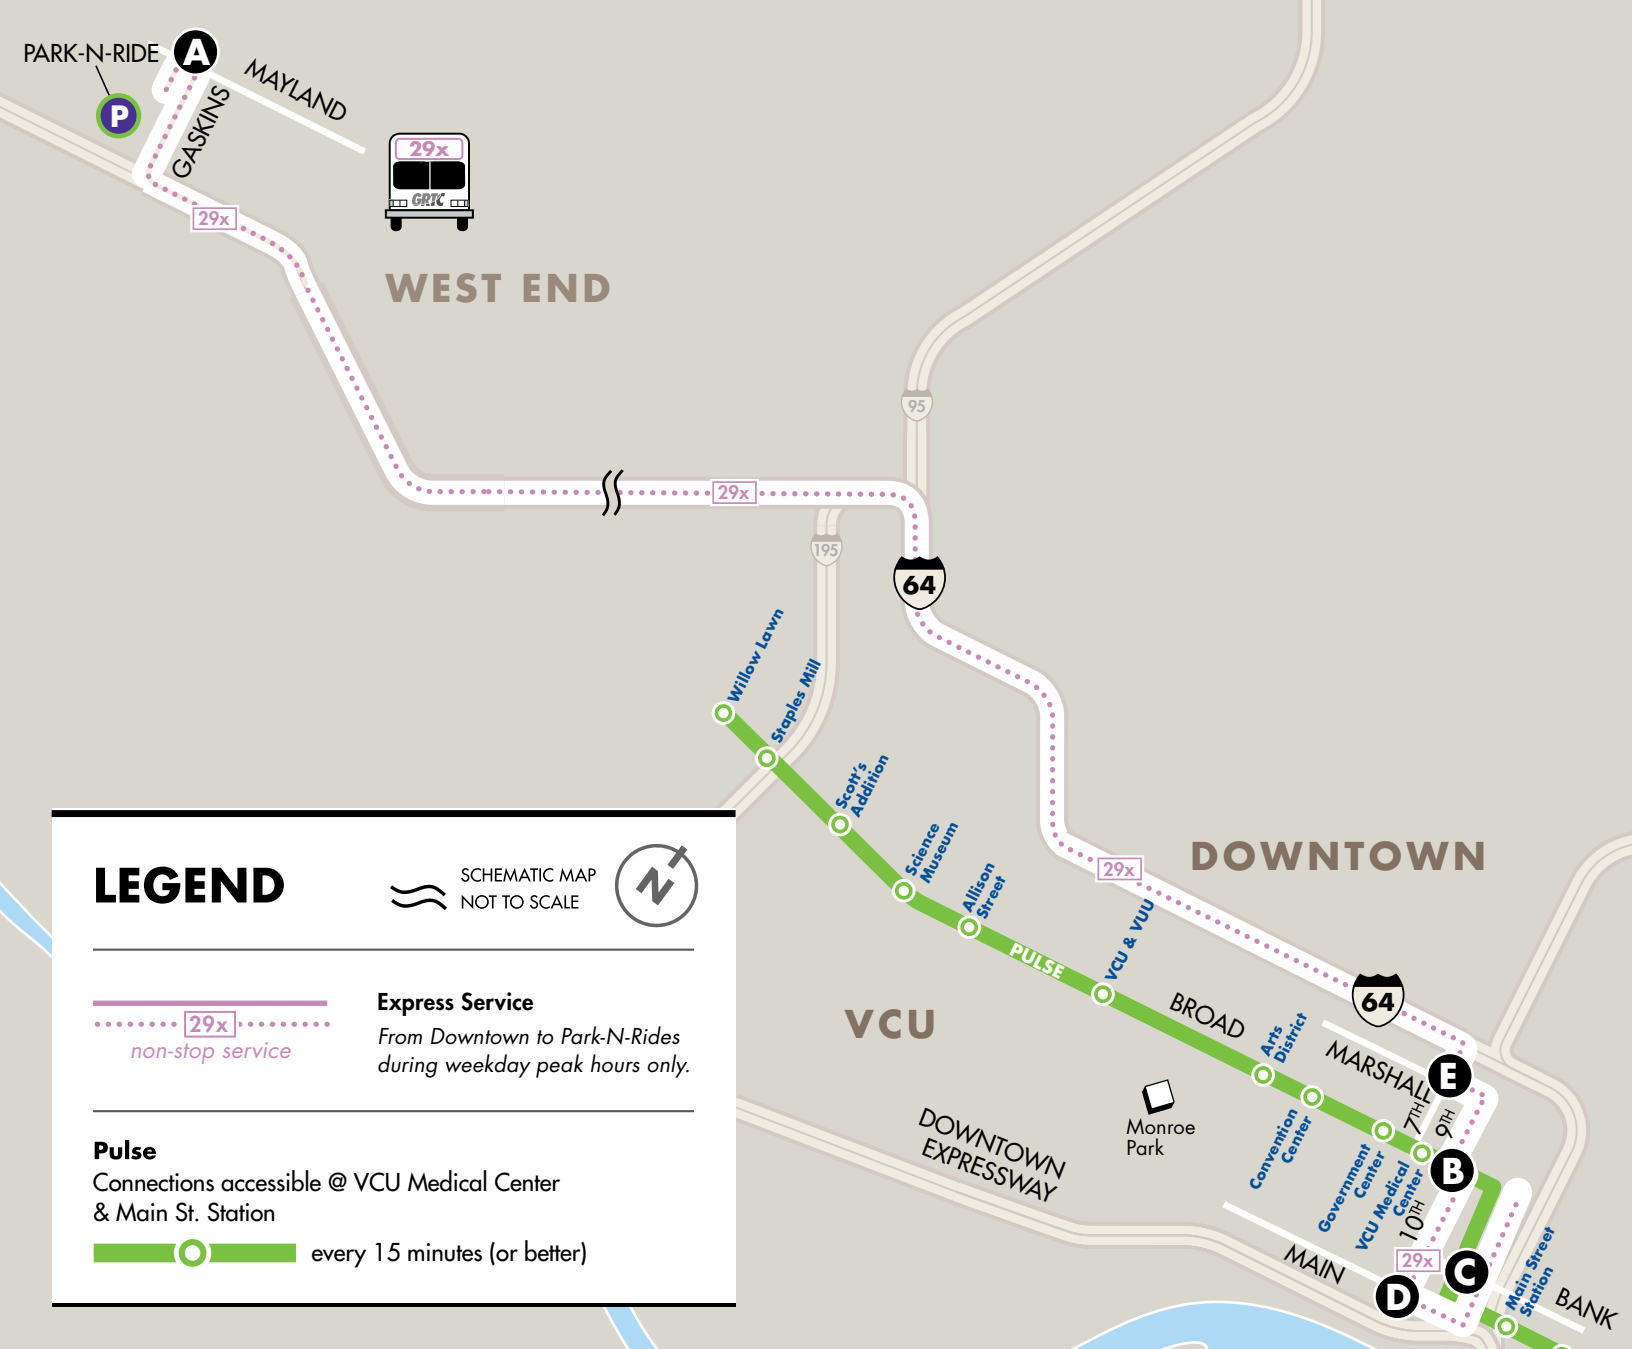 PARK-N-RIDE
A
MAYLAND
P
GASKINS
29x
GRTC
29x
WEST END
95
29x
195
64
Willow Lawn
Staples Mill
Scott's
Addition
Science
Museum
Allison
Street
PULSE
VCU & VUU
29x
DOWNTOWN
64
VCU
BROAD
Arts
District
MARSHALL
E
7TH
9TH
Monroe
Park
DOWNTOWN
EXPRESSWAY
Convention
Center
Government
Center
VCU Medical
Center
B
10TH
29x
C
D
MAIN
Main Street
Station
BANK
LEGEND
SCHEMATIC MAP
NOT TO SCALE
N
29x
non-stop service
Express Service
From Downtown to Park-N-Rides
during weekday peak hours only.
Pulse
Connections accessible @ VCU Medical Center
& Main St. Station
every 15 minutes (or better)